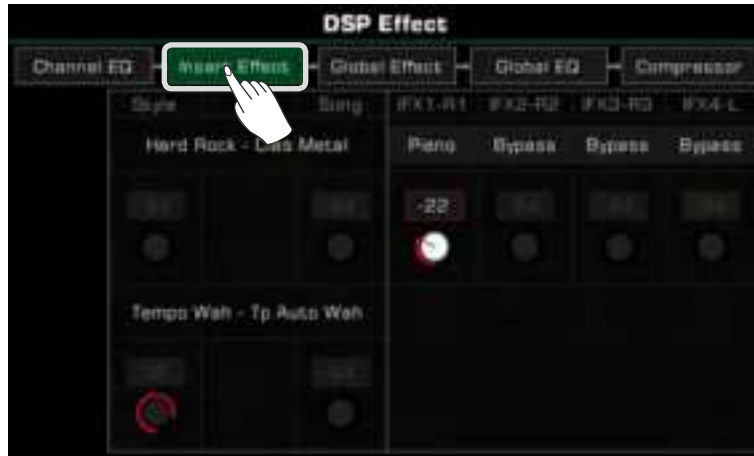 DSP Effect
Channel EQ Insert Effect Global Effect Global EQ Compressor
Style Song IFX1-R1 IFX2-R2 IFX3-R3 IFX4-L
Hard Rock - Metal Piano Bypass Bypass Bypass
-22
Tempo Wah - Tp Auto Wah